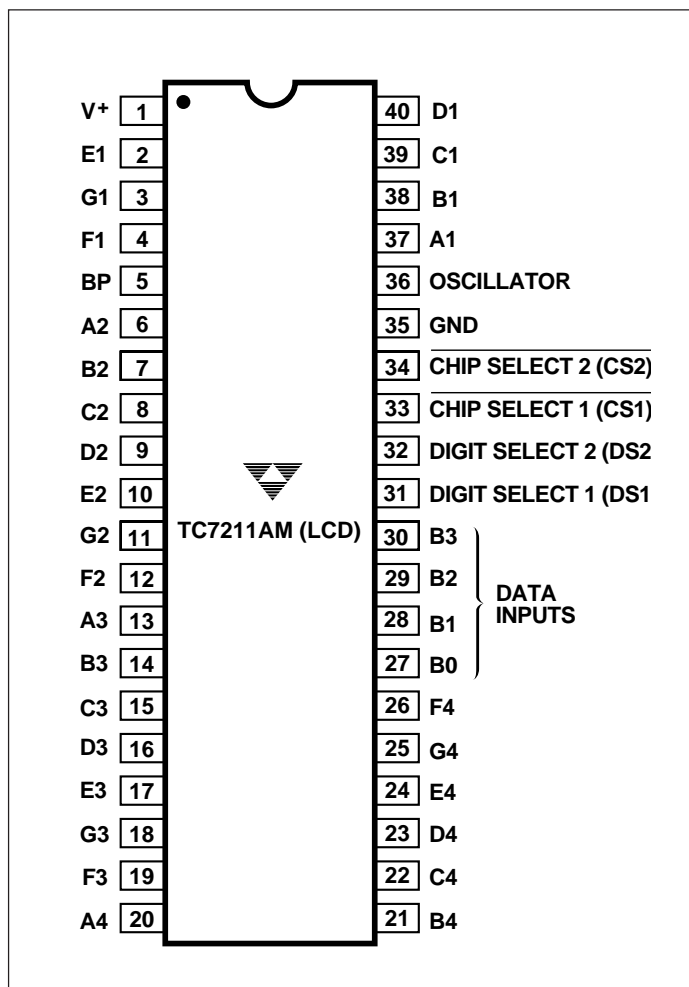 V+ 1 40 D1
E1 2 39 C1
G1 3 38 B1
F1 4 37 A1
BP 5 36 OSCILLATOR
A2 6 35 GND
B2 7 34 CHIP SELECT 2 (CS2)
C2 8 33 CHIP SELECT 1 (CS1)
D2 9 32 DIGIT SELECT 2 (DS2
E2 10 31 DIGIT SELECT 1 (DS1
G2 11 TC7211AM (LCD) 30 B3
F2 12 29 B2
A3 13 28 B1
B3 14 27 B0
DATA
INPUTS
C3 15 26 F4
D3 16 25 G4
E3 17 24 E4
G3 18 23 D4
F3 19 22 C4
A4 20 21 B4